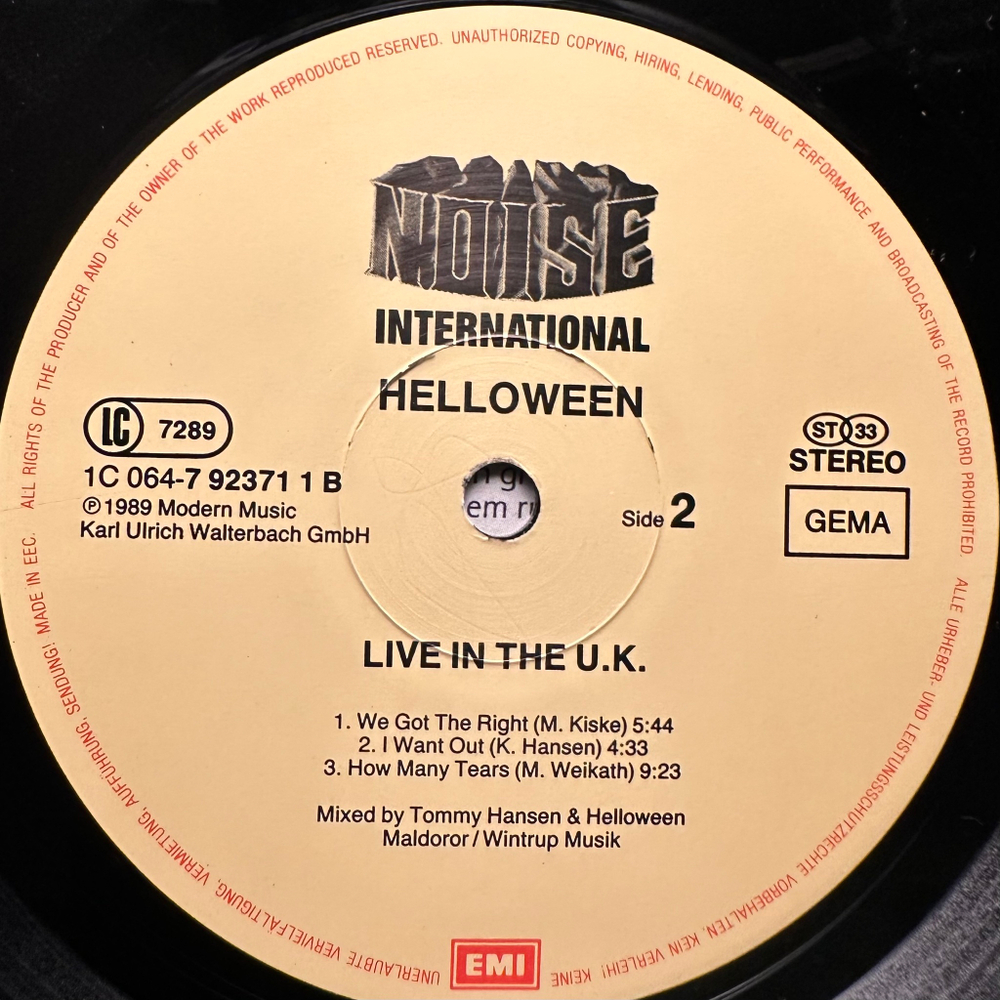 ALL RIGHTS OF THE PRODUCER AND OF THE OWNER OF THE WORK REPRODUCED RESERVED. UNAUTHORIZED COPYING, HIRING, LENDING, PUBLIC PERFORMANCE AND BROADCASTING OF THE RECORD PROHIBITED.
NOISE
INTERNATIONAL
HELLOWEEN
LC 7289
1C 064-7 92371 1 B
℗ 1989 Modern Music
Karl Ulrich Walterbach GmbH
ST 33
STEREO
GEMA
Side 2
em
LIVE IN THE U.K.
1. We Got The Right (M. Kiske) 5:44
2. I Want Out (K. Hansen) 4:33
3. How Many Tears (M. Weikath) 9:23
Mixed by Tommy Hansen & Helloween
Maldoror / Wintrup Musik
ALLE URHEBER- UND LEISTUNGSSCHUTZRECHTE VORBEHALTEN. KEIN VERLEIH! KEINE UNERLAUBTE VERVIELFÄLTIGUNG, VERMIETUNG, AUFFÜHRUNG, SENDUNG! MADE IN EEC.
EMI